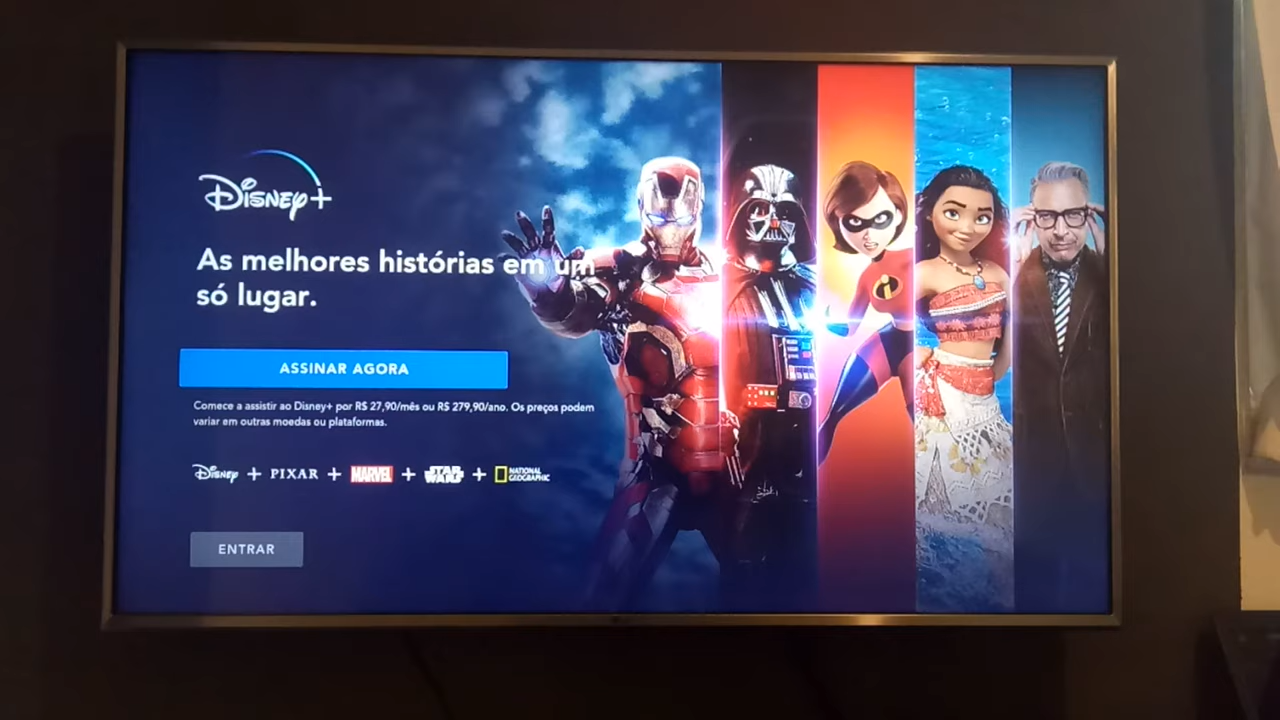 Disney+
As melhores histórias em um
só lugar.
ASSINAR AGORA
Comece a assistir ao Disney+ por R$ 27,90/mês ou R$ 279,90/ano. Os preços podem
variar em outras moedas ou plataformas.
Disney + PIXAR + MARVEL + STAR WARS + NATIONAL GEOGRAPHIC
ENTRAR